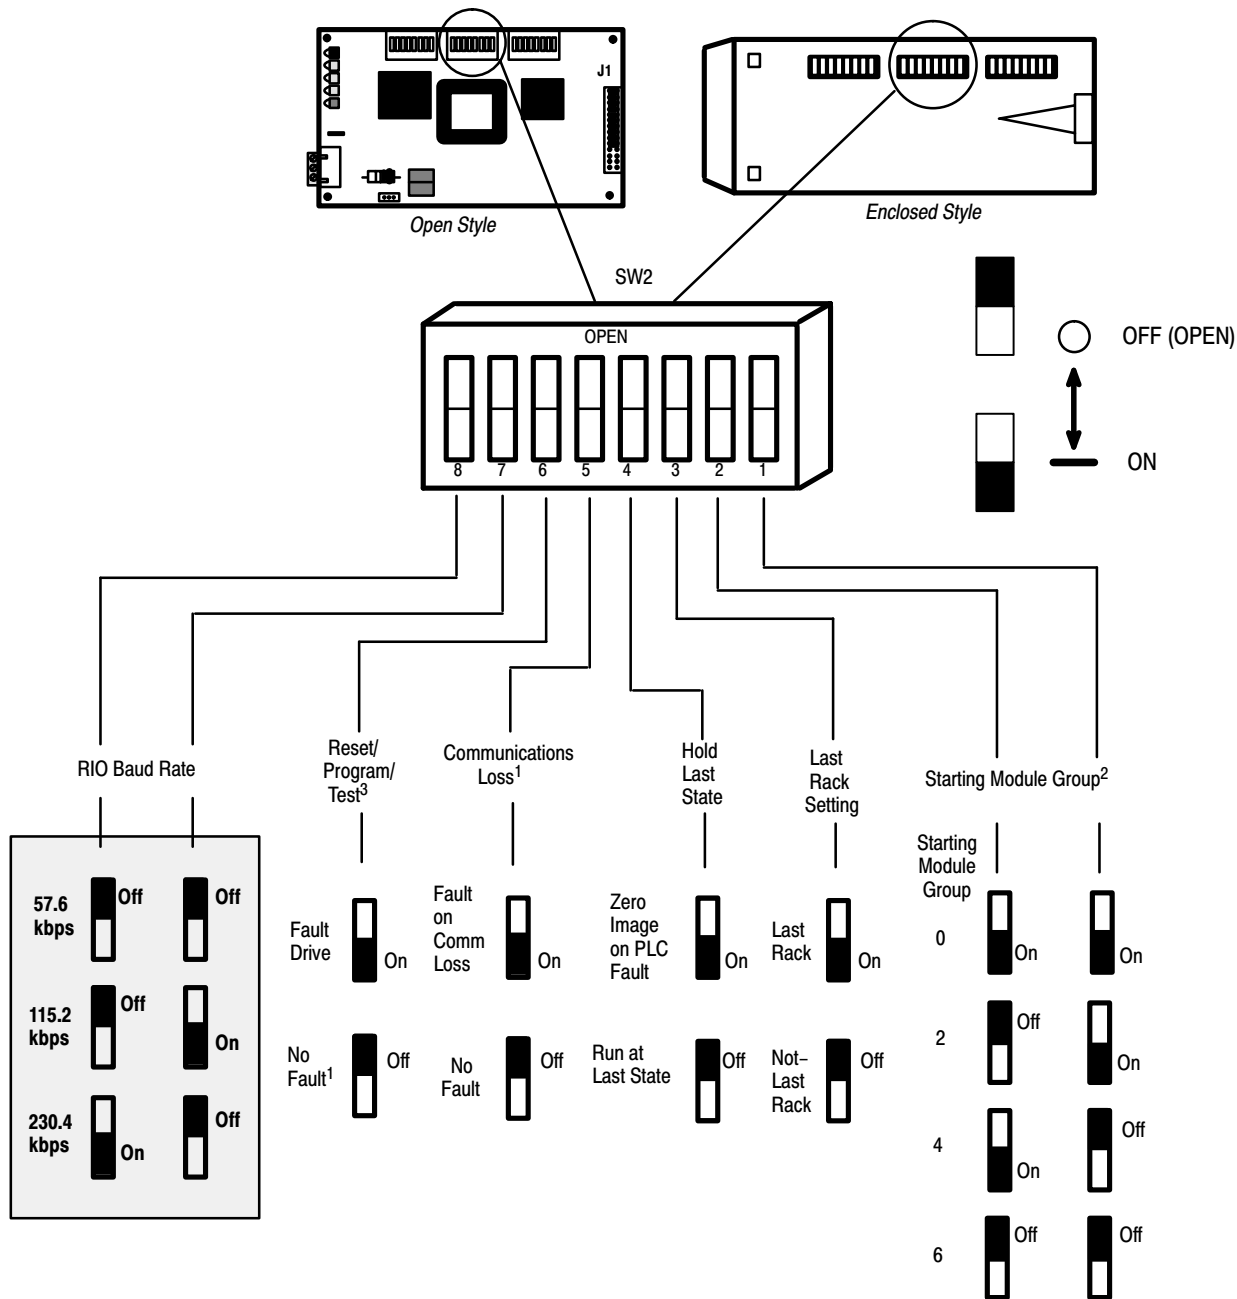 J1
Open Style
Enclosed Style
SW2
OPEN
8 7 6 5 4 3 2 1
OFF (OPEN)
ON
RIO Baud Rate
Reset/
Program/
Test3
Communications
Loss1
Hold
Last
State
Last
Rack
Setting
Starting Module Group2
57.6
kbps
Off
Off
115.2
kbps
Off
On
230.4
kbps
On
Off
Fault
Drive
On
No
Fault1
Off
Fault
on
Comm
Loss
On
No
Fault
Off
Zero
Image
on PLC
Fault
On
Run at
Last State
Off
Last
Rack
On
Not–
Last
Rack
Off
Starting
Module
Group
0
On
On
2
Off
On
4
On
Off
6
Off
Off